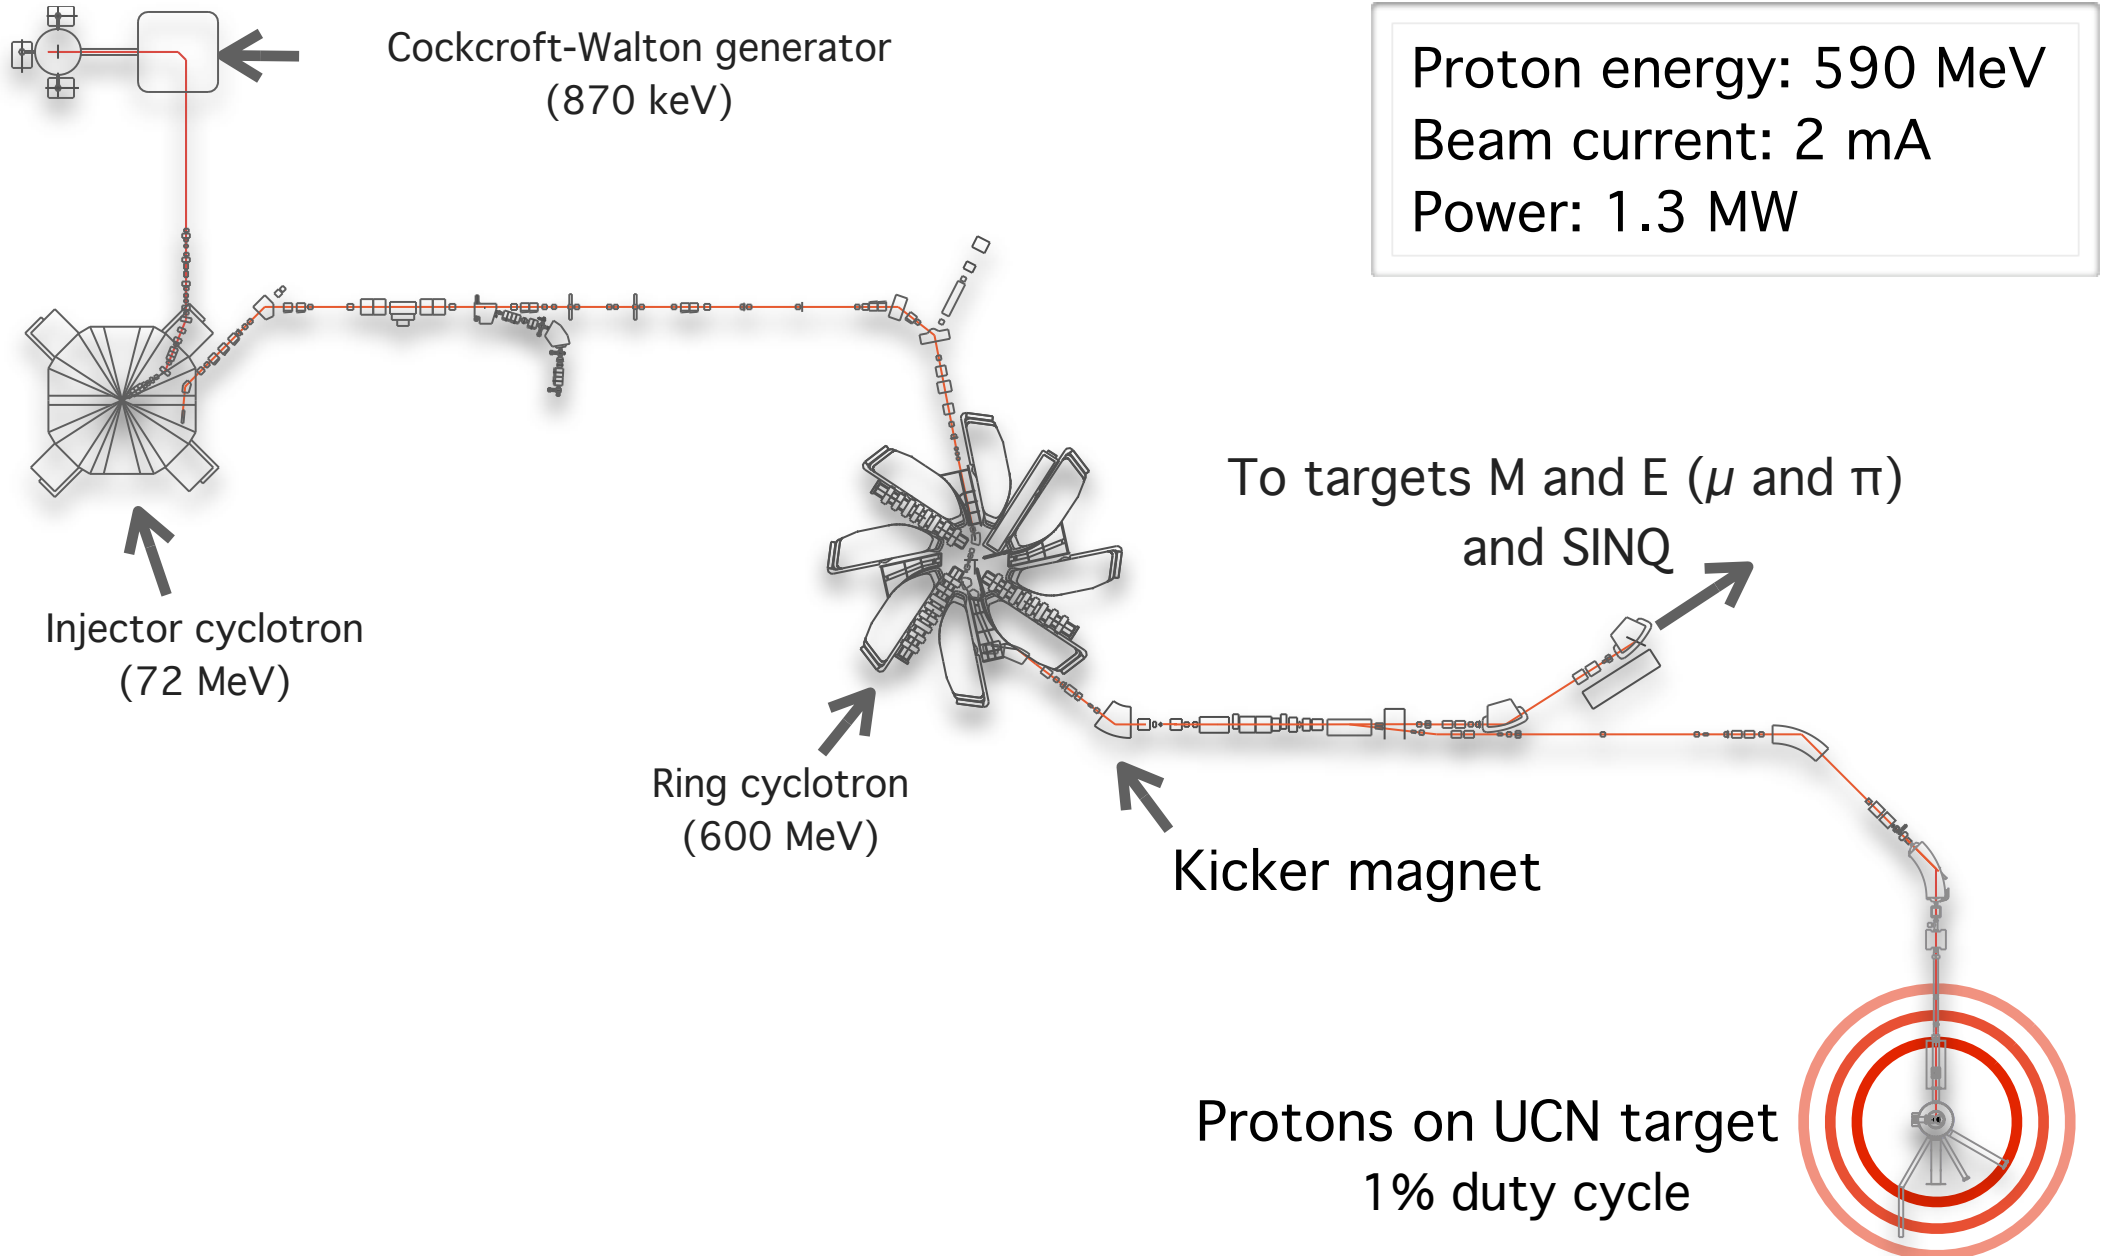 Cockcroft-Walton generator
(870 keV)
Proton energy: 590 MeV
Beam current: 2 mA
Power: 1.3 MW
Injector cyclotron
(72 MeV)
To targets M and E (μ and π)
and SINQ
Ring cyclotron
(600 MeV)
Kicker magnet
Protons on UCN target
1% duty cycle